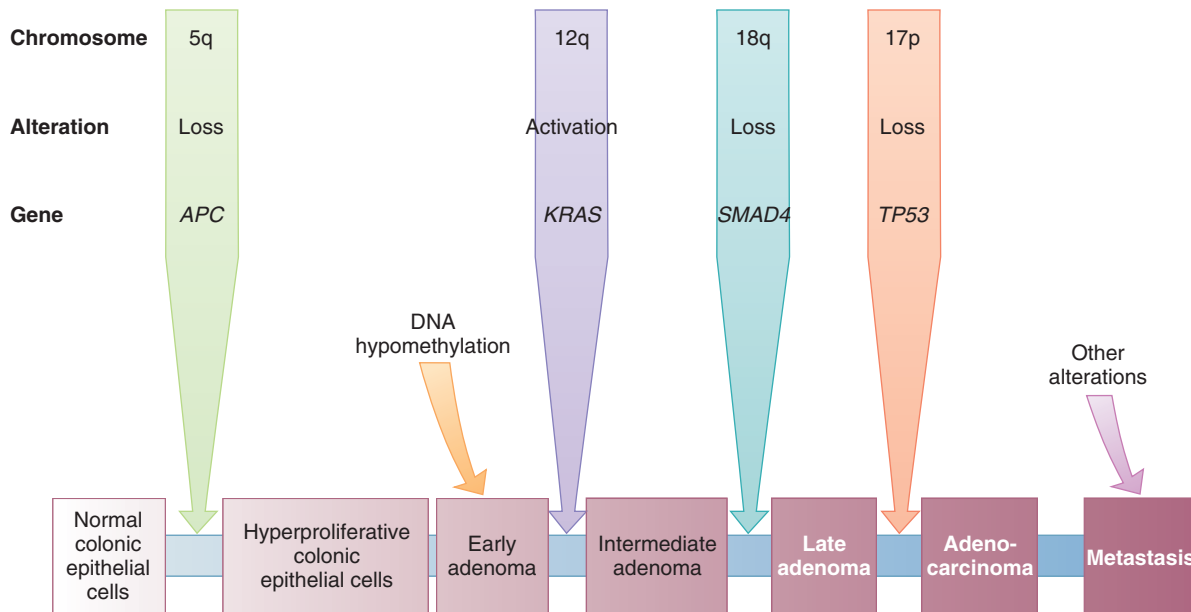 Chromosome 5q 12q 18q 17p
Alteration Loss Activation Loss Loss
Gene APC KRAS SMAD4 TP53
DNA
hypomethylation
Other
alterations
Normal
colonic
epithelial
cells
Hyperproliferative
colonic
epithelial cells
Early
adenoma
Intermediate
adenoma
Late
adenoma
Adeno-
carcinoma
Metastasis